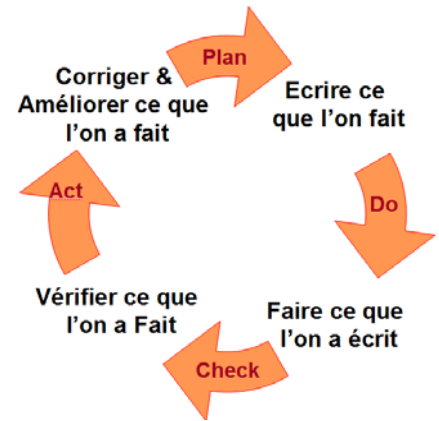 Plan
Ecrire ce
que l'on fait
Do
Faire ce que
l'on a écrit
Check
Vérifier ce que
l'on a Fait
Act
Corriger &
Améliorer ce que
l'on a fait